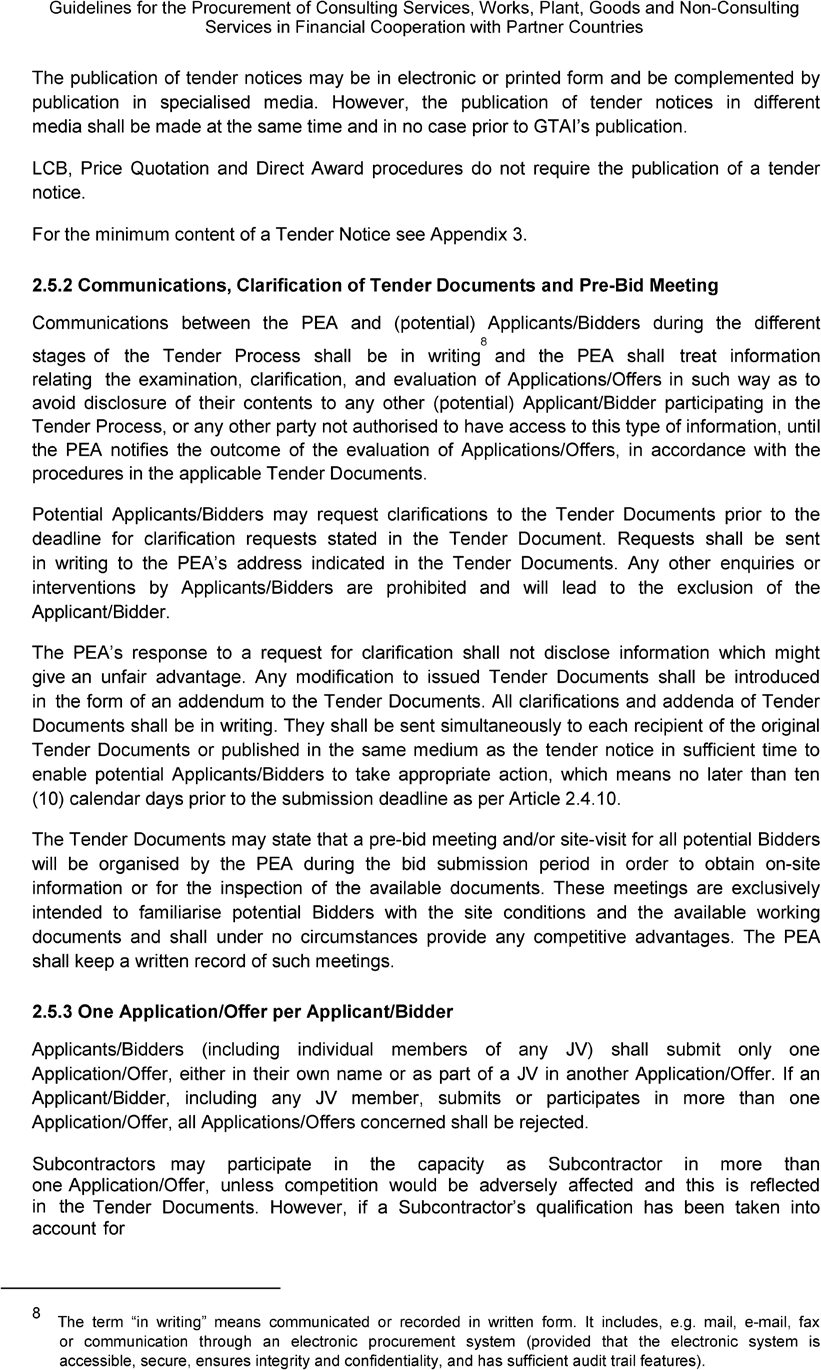 Guidelines for the Procurement of Consulting Services, Works, Plant, Goods and Non-Consulting
Services in Financial Cooperation with Partner Countries
The publication of tender notices may be in electronic or printed form and be complemented by
publication in specialised media. However, the publication of tender notices in different
media shall be made at the same time and in no case prior to GTAI’s publication.
LCB, Price Quotation and Direct Award procedures do not require the publication of a tender
notice.
For the minimum content of a Tender Notice see Appendix 3.
2.5.2 Communications, Clarification of Tender Documents and Pre-Bid Meeting
Communications between the PEA and (potential) Applicants/Bidders during the different
stages of the Tender Process shall be in writing8 and the PEA shall treat information
relating the examination, clarification, and evaluation of Applications/Offers in such way as to
avoid disclosure of their contents to any other (potential) Applicant/Bidder participating in the
Tender Process, or any other party not authorised to have access to this type of information, until
the PEA notifies the outcome of the evaluation of Applications/Offers, in accordance with the
procedures in the applicable Tender Documents.
Potential Applicants/Bidders may request clarifications to the Tender Documents prior to the
deadline for clarification requests stated in the Tender Document. Requests shall be sent
in writing to the PEA’s address indicated in the Tender Documents. Any other enquiries or
interventions by Applicants/Bidders are prohibited and will lead to the exclusion of the
Applicant/Bidder.
The PEA’s response to a request for clarification shall not disclose information which might
give an unfair advantage. Any modification to issued Tender Documents shall be introduced
in the form of an addendum to the Tender Documents. All clarifications and addenda of Tender
Documents shall be in writing. They shall be sent simultaneously to each recipient of the original
Tender Documents or published in the same medium as the tender notice in sufficient time to
enable potential Applicants/Bidders to take appropriate action, which means no later than ten
(10) calendar days prior to the submission deadline as per Article 2.4.10.
The Tender Documents may state that a pre-bid meeting and/or site-visit for all potential Bidders
will be organised by the PEA during the bid submission period in order to obtain on-site
information or for the inspection of the available documents. These meetings are exclusively
intended to familiarise potential Bidders with the site conditions and the available working
documents and shall under no circumstances provide any competitive advantages. The PEA
shall keep a written record of such meetings.
2.5.3 One Application/Offer per Applicant/Bidder
Applicants/Bidders (including individual members of any JV) shall submit only one
Application/Offer, either in their own name or as part of a JV in another Application/Offer. If an
Applicant/Bidder, including any JV member, submits or participates in more than one
Application/Offer, all Applications/Offers concerned shall be rejected.
Subcontractors may participate in the capacity as Subcontractor in more than
one Application/Offer, unless competition would be adversely affected and this is reflected
in the Tender Documents. However, if a Subcontractor’s qualification has been taken into
account for
8 The term “in writing” means communicated or recorded in written form. It includes, e.g. mail, e-mail, fax
or communication through an electronic procurement system (provided that the electronic system is
accessible, secure, ensures integrity and confidentiality, and has sufficient audit trail features).